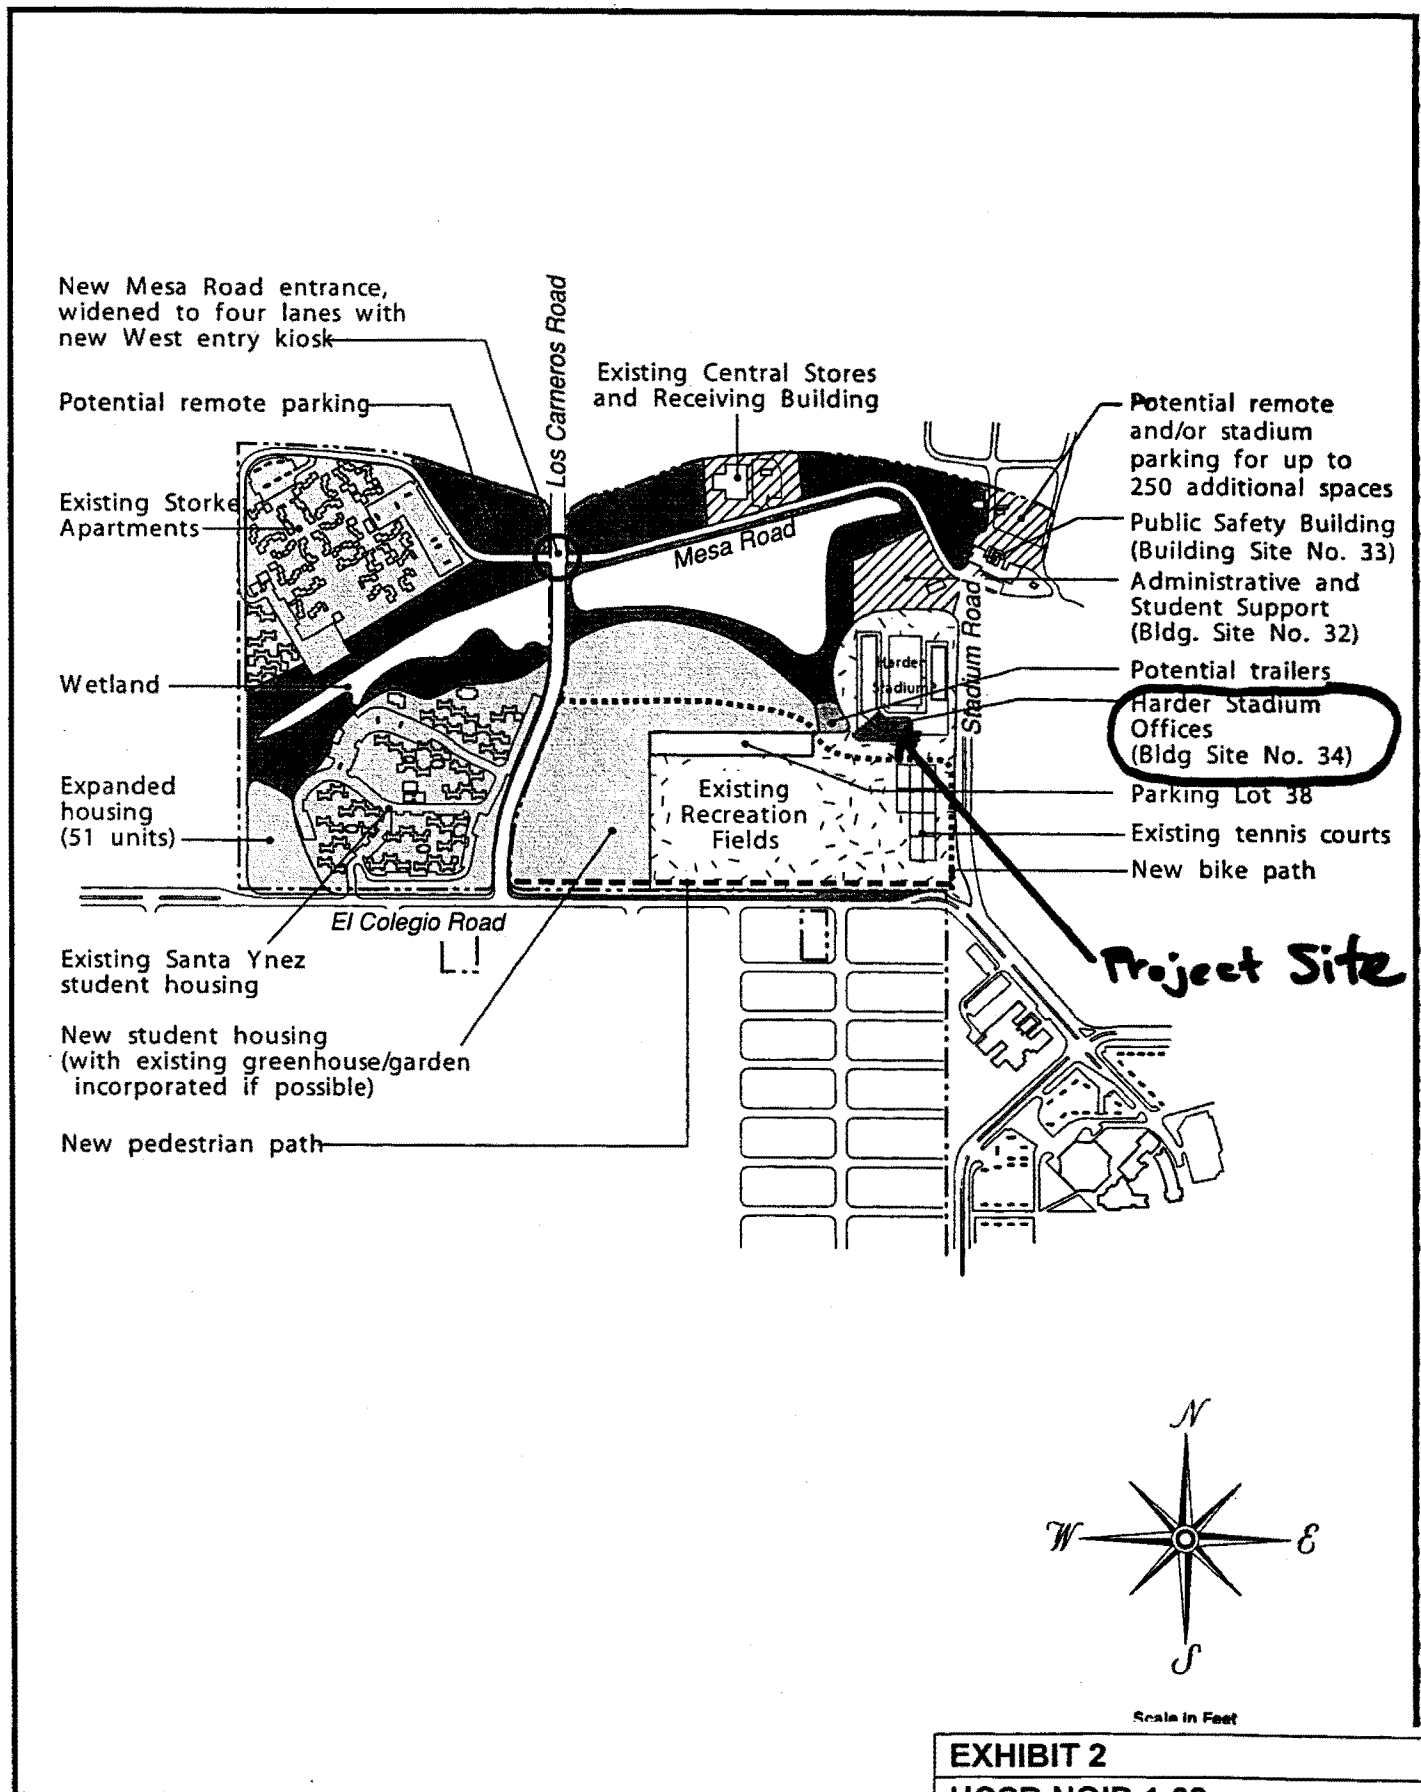 New Mesa Road entrance,
widened to four lanes with
new West entry kiosk
Potential remote parking
Existing Storke
Apartments
Wetland
Expanded
housing
(51 units)
Existing Santa Ynez
student housing
New student housing
(with existing greenhouse/garden
incorporated if possible)
New pedestrian path
Los Carneros Road
Existing Central Stores
and Receiving Building
Mesa Road
Stadium Road
Harder
Stadium
Existing
Recreation
Fields
El Colegio Road
Potential remote
and/or stadium
parking for up to
250 additional spaces
Public Safety Building
(Building Site No. 33)
Administrative and
Student Support
(Bldg. Site No. 32)
Potential trailers
Harder Stadium
Offices
(Bldg Site No. 34)
Parking Lot 38
Existing tennis courts
New bike path
Project Site
N
W
E
S
Scale in Feet
EXHIBIT 2